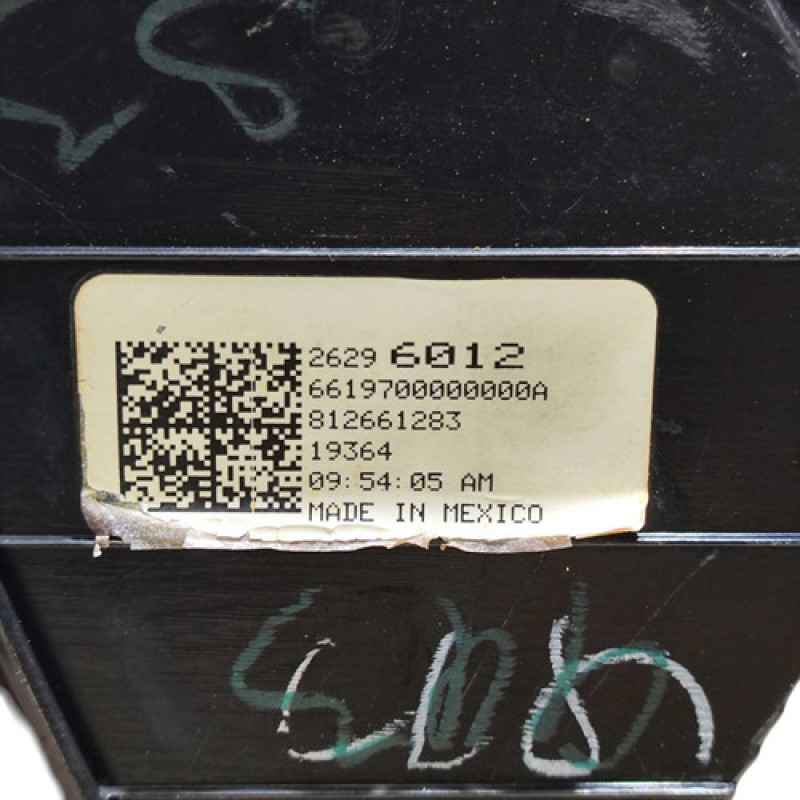 2629 6012
6619700000000A
812661283
19364
09:54:05 AM
MADE IN MEXICO